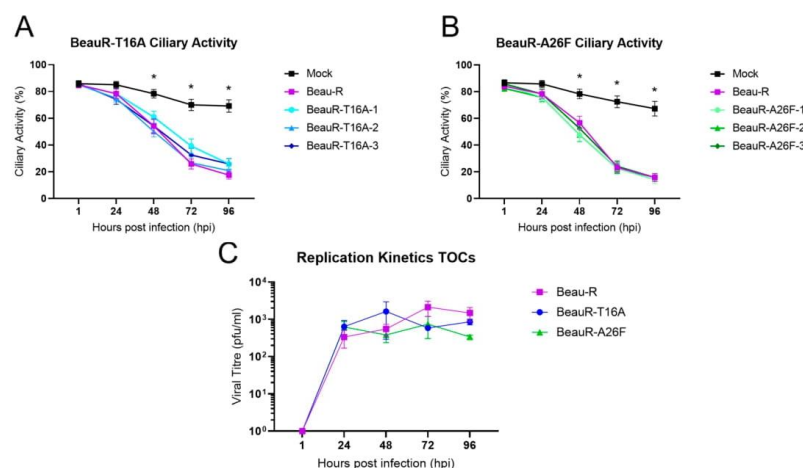 A
BeauR-T16A Ciliary Activity
Ciliary Activity (%)
100
80
60
40
20
0
1 24 48 72 96
Hours post infection (hpi)
* * *
Mock
Beau-R
BeauR-T16A-1
BeauR-T16A-2
BeauR-T16A-3
B
BeauR-A26F Ciliary Activity
Ciliary Activity (%)
100
80
60
40
20
0
1 24 48 72 96
Hours post infection (hpi)
* * *
Mock
Beau-R
BeauR-A26F-1
BeauR-A26F-2
BeauR-A26F-3
C
Replication Kinetics TOCs
Viral Titre (pfu/ml)
10⁴
10³
10²
10¹
10⁰
1 24 48 72 96
Hours post infection (hpi)
Beau-R
BeauR-T16A
BeauR-A26F